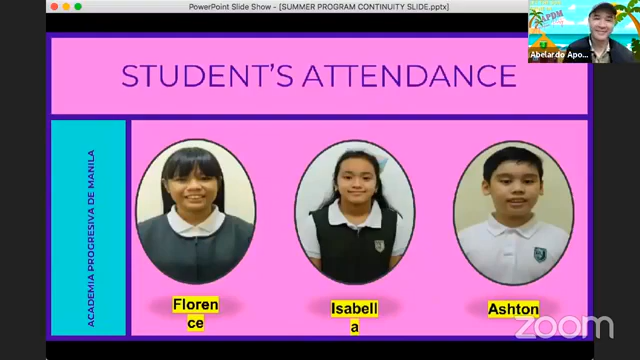 PowerPoint Slide Show - [SUMMER PROGRAM CONTINUITY SLIDE.pptx]
Abelardo Apo...
STUDENT'S ATTENDANCE
ACADEMIA PROGRESIVA DE MANILA
Floren
ce
Isabell
a
Ashton
zoom